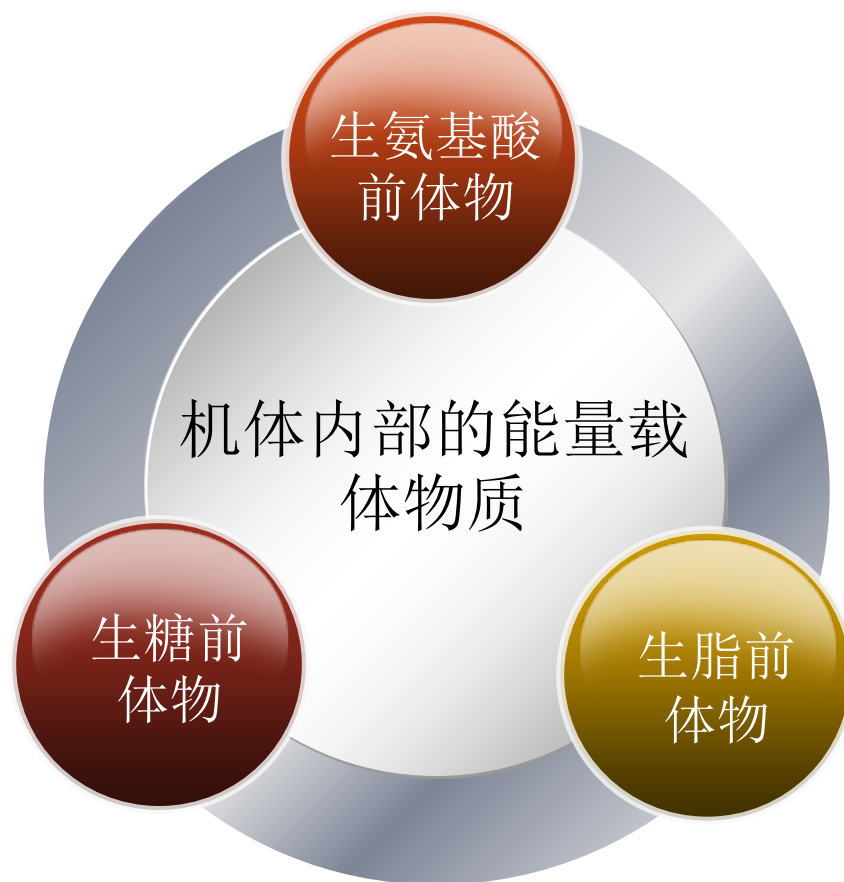 生氨基酸
前体物
机体内部的能量载
体物质
生糖前
体物
生脂前
体物